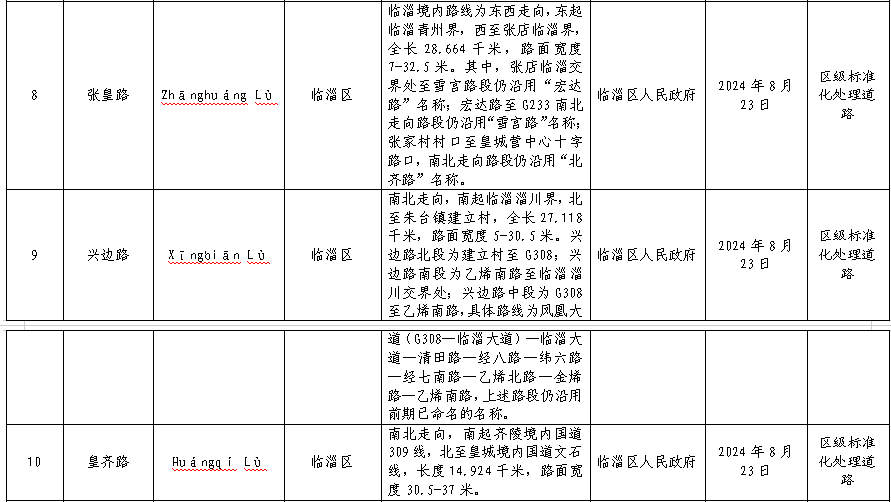 临淄境内路线为东西走向，东起
临淄青州界，西至张店临淄界，
全长 28.664 千米，路面宽度
7-32.5 米。其中，张店临淄交
界处至雪宫路段仍沿用“宏达
路”名称；宏达路至 G233 南北
走向路段仍沿用“雪宫路”名称；
张家村村口至皇城营中心十字
路口，南北走向路段仍沿用“北
齐路”名称。
8
张皇路
Zhānghuáng Lù
临淄区
临淄区人民政府
2024 年 8 月
23 日
区级标准
化处理道
路
南北走向，南起临淄淄川界，北
至朱台镇建立村，全长 27.118
千米，路面宽度 5-30.5 米。兴
边路北段为建立村至 G308；兴
边路南段为乙烯南路至临淄淄
川交界处；兴边路中段为 G308
至乙烯南路，具体路线为凤凰大
9
兴边路
Xīngbiān Lù
临淄区
临淄区人民政府
2024 年 8 月
23 日
区级标准
化处理道
路
道（G308—临淄大道）—临淄大
道—清田路—经八路—纬六路
—经七南路—乙烯北路—金烯
路—乙烯南路，上述路段仍沿用
前期已命名的名称。
10
皇齐路
Huángqí Lù
临淄区
南北走向，南起齐陵境内国道
309 线，北至皇城境内国道文石
线，长度 14.924 千米，路面宽
度 30.5-37 米。
临淄区人民政府
2024 年 8 月
23 日
区级标准
化处理道
路